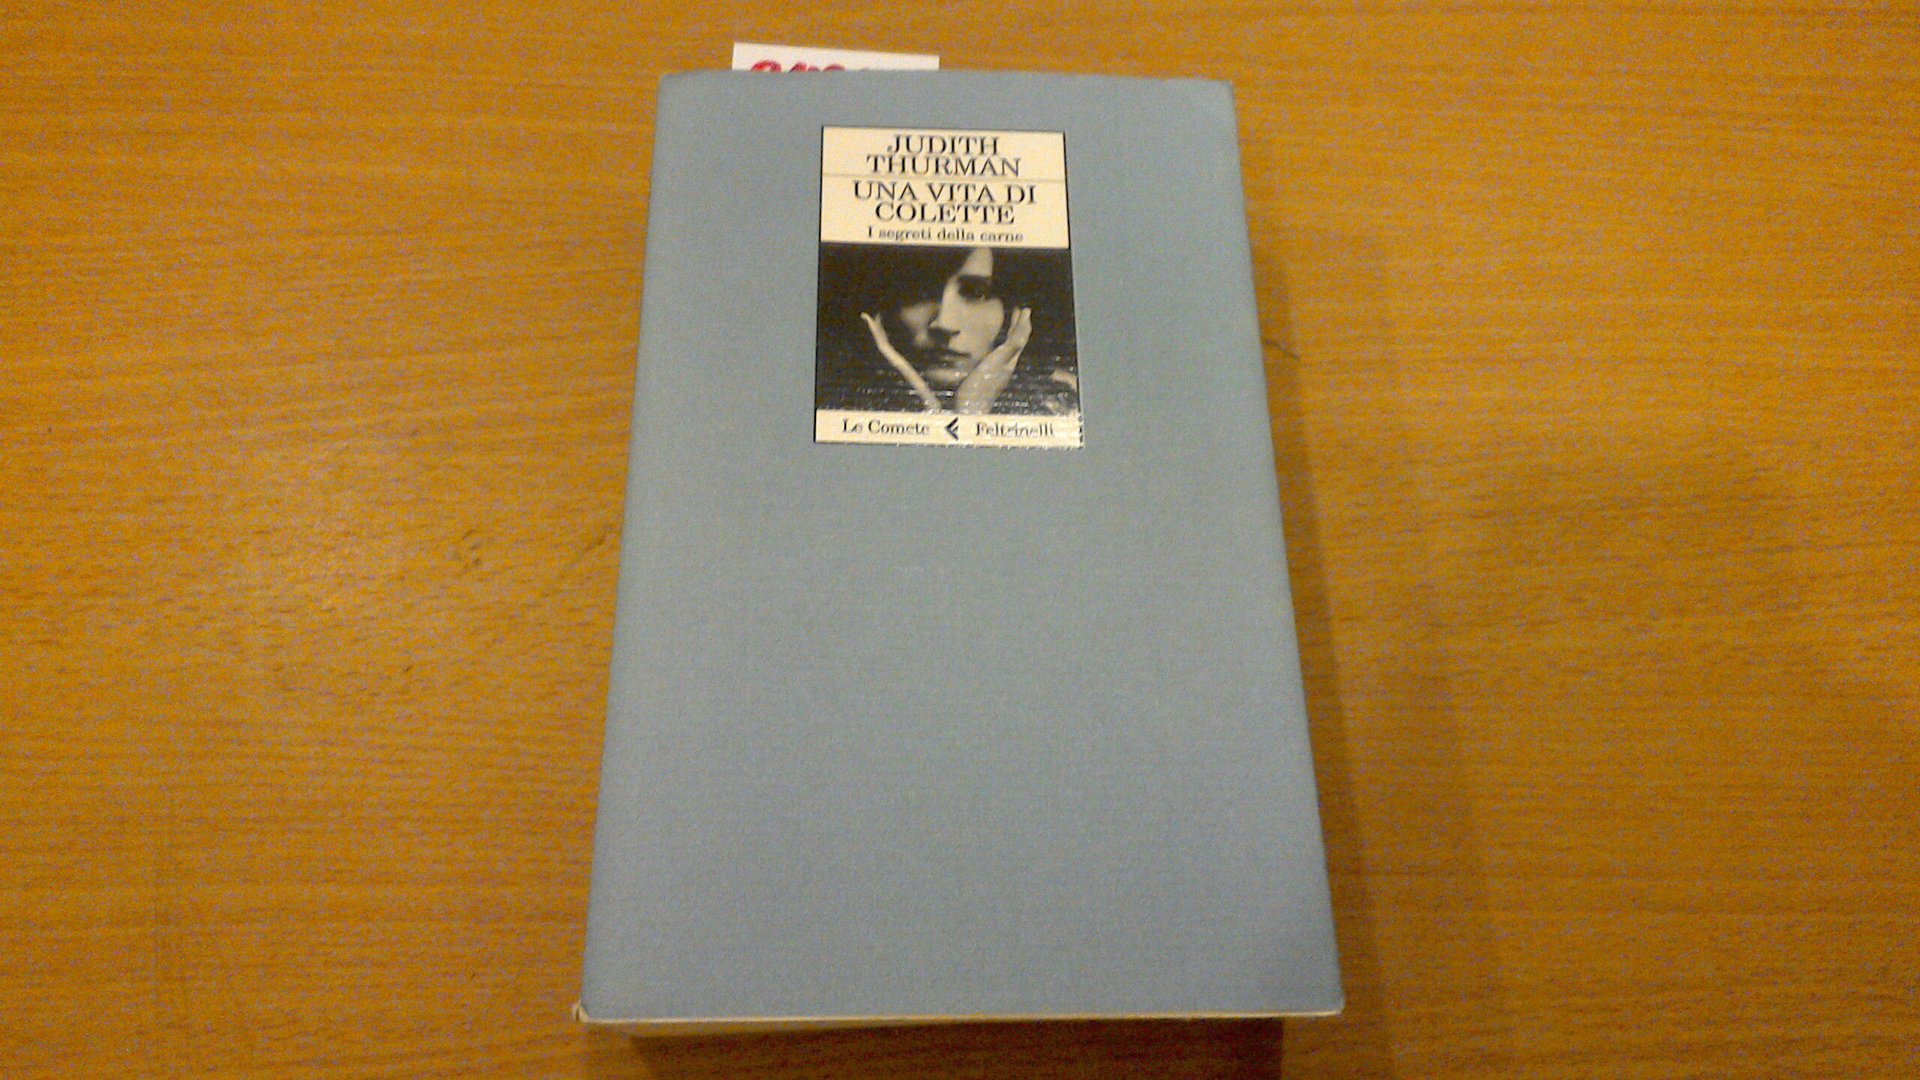 JUDITH
THURMAN
UNA VITA DI
COLETTE
I segreti della carne
Le Comete Feltrinelli